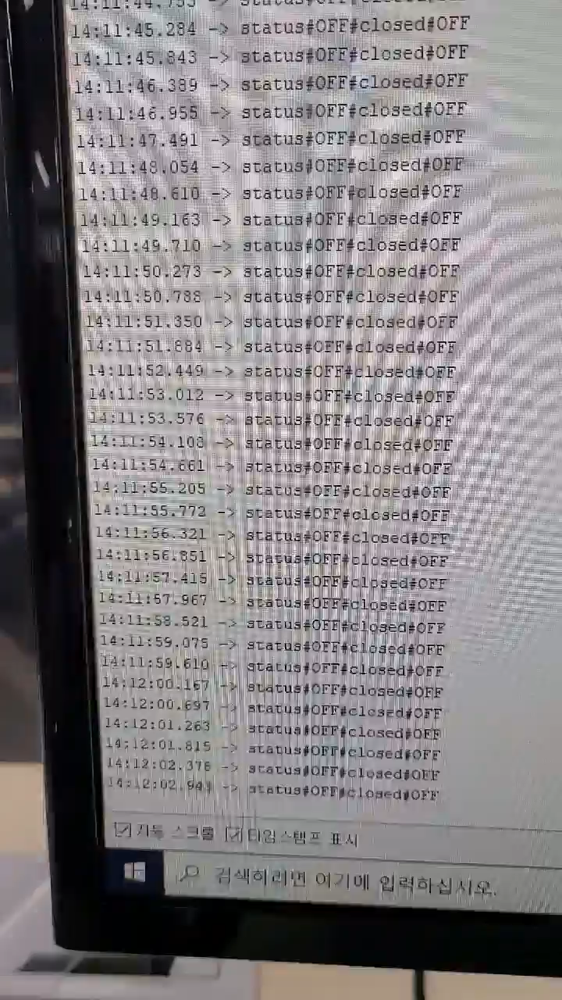 14:11:44.753 -> status#OFF#closed#OFF
14:11:45.284 -> status#OFF#closed#OFF
14:11:45.843 -> status#OFF#closed#OFF
14:11:46.389 -> status#OFF#closed#OFF
14:11:46.955 -> status#OFF#closed#OFF
14:11:47.491 -> status#OFF#closed#OFF
14:11:48.054 -> status#OFF#closed#OFF
14:11:48.610 -> status#OFF#closed#OFF
14:11:49.163 -> status#OFF#closed#OFF
14:11:49.710 -> status#OFF#closed#OFF
14:11:50.273 -> status#OFF#closed#OFF
14:11:50.788 -> status#OFF#closed#OFF
14:11:51.350 -> status#OFF#closed#OFF
14:11:51.884 -> status#OFF#closed#OFF
14:11:52.449 -> status#OFF#closed#OFF
14:11:53.012 -> status#OFF#closed#OFF
14:11:53.576 -> status#OFF#closed#OFF
14:11:54.108 -> status#OFF#closed#OFF
14:11:54.661 -> status#OFF#closed#OFF
14:11:55.205 -> status#OFF#closed#OFF
14:11:55.772 -> status#OFF#closed#OFF
14:11:56.321 -> status#OFF#closed#OFF
14:11:56.851 -> status#OFF#closed#OFF
14:11:57.415 -> status#OFF#closed#OFF
14:11:57.967 -> status#OFF#closed#OFF
14:11:58.521 -> status#OFF#closed#OFF
14:11:59.075 -> status#OFF#closed#OFF
14:11:59.610 -> status#OFF#closed#OFF
14:12:00.167 -> status#OFF#closed#OFF
14:12:00.697 -> status#OFF#closed#OFF
14:12:01.263 -> status#OFF#closed#OFF
14:12:01.815 -> status#OFF#closed#OFF
14:12:02.376 -> status#OFF#closed#OFF
14:12:02.943 -> status#OFF#closed#OFF
자동 스크롤 타임스탬프 표시
검색하려면 여기에 입력하십시오.